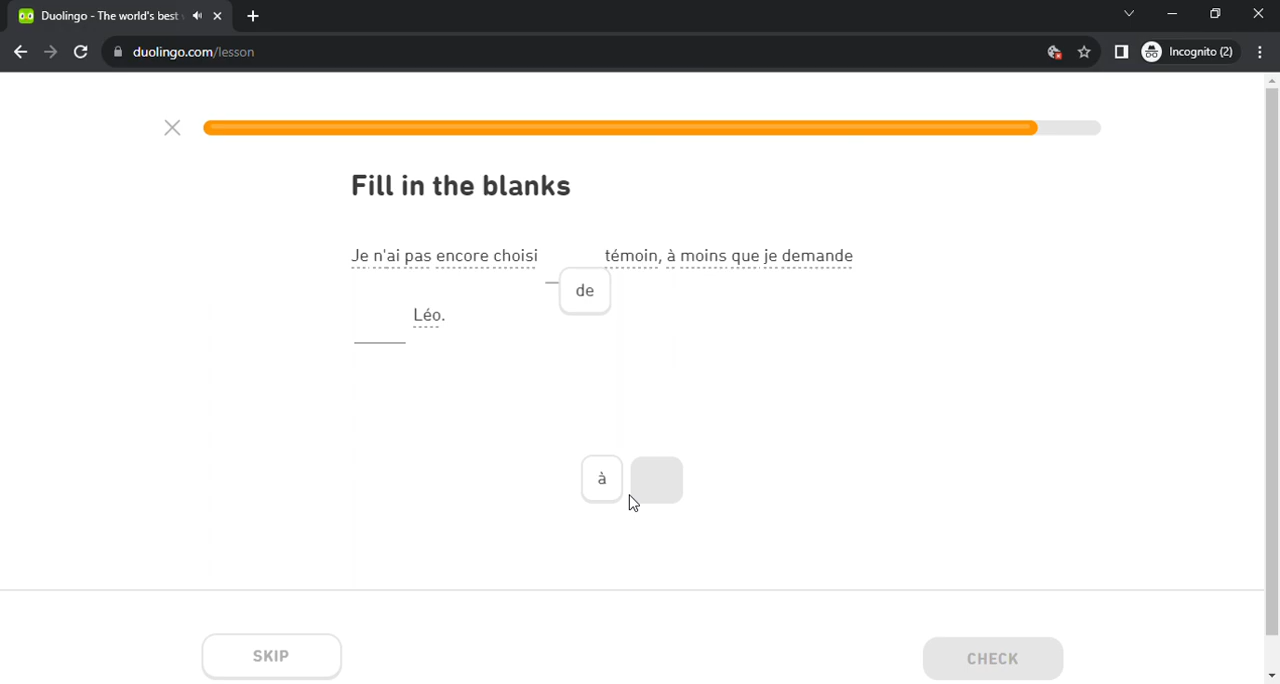 Duolingo - The world's best
duolingo.com/lesson
Incognito (2)
Fill in the blanks
Je n'ai pas encore choisi témoin, à moins que je demande
de
Léo.
à
SKIP
CHECK